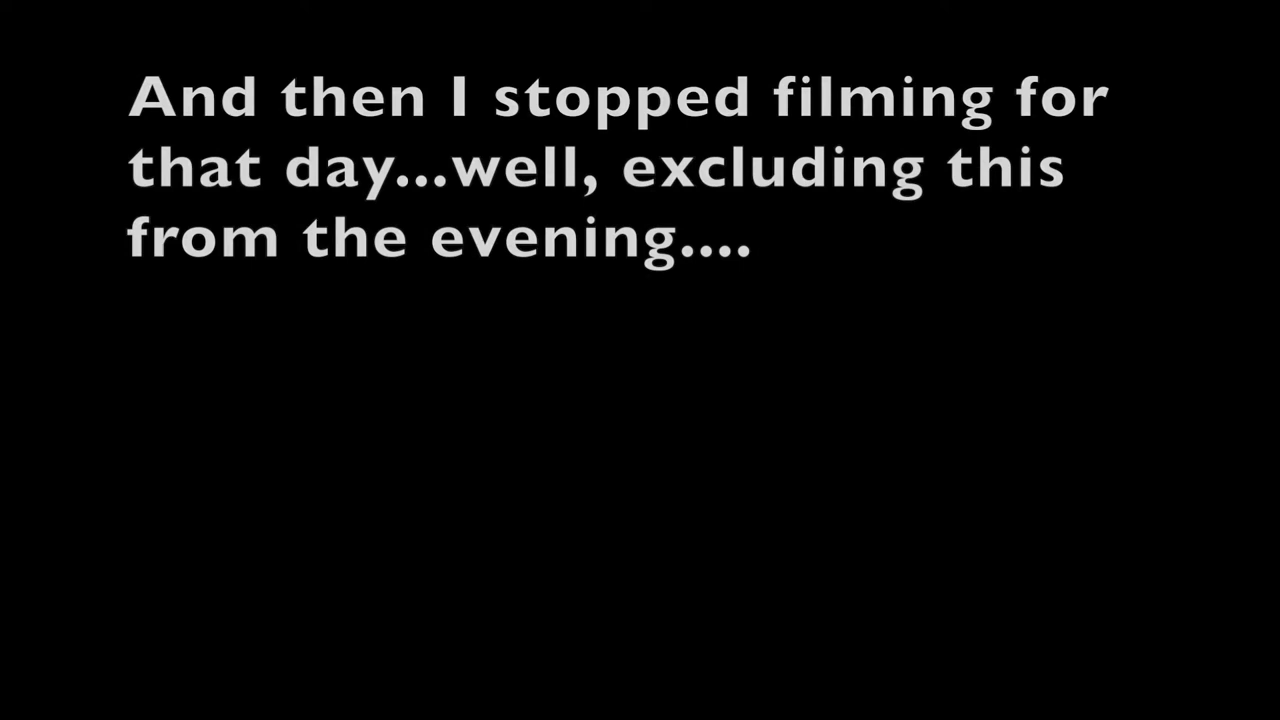 And then I stopped filming for
that day...well, excluding this
from the evening....